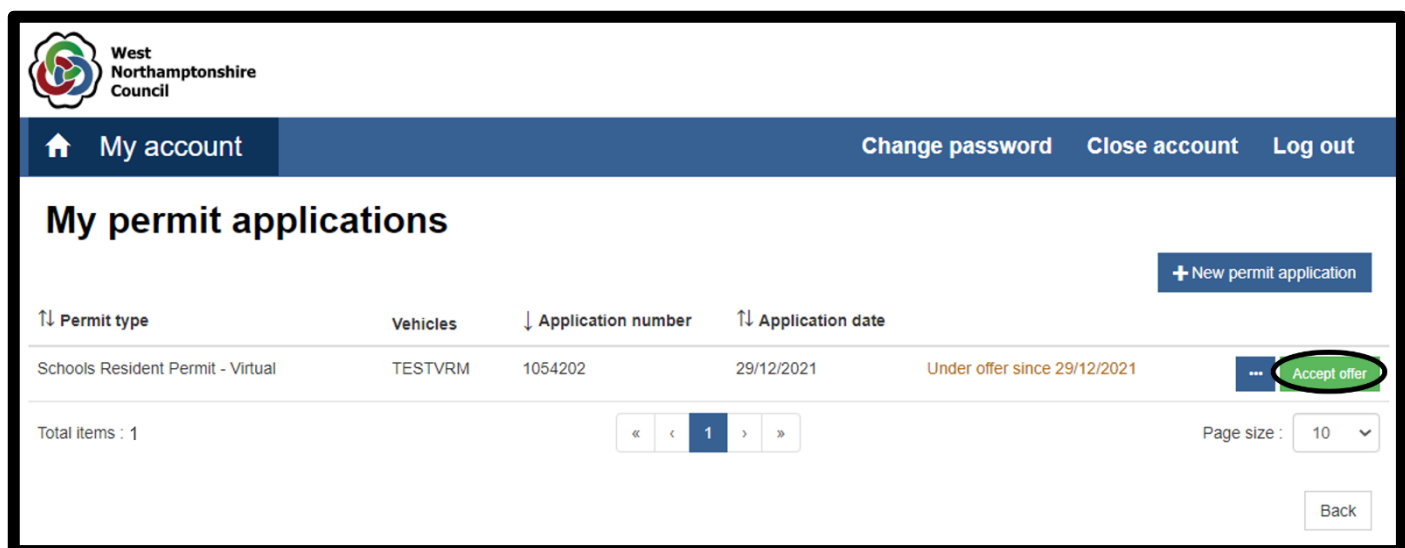 West
Northamptonshire
Council
My account
Change password Close account Log out
My permit applications
+ New permit application
↑↓ Permit type Vehicles ↓ Application number ↑↓ Application date
Schools Resident Permit - Virtual TESTVRM 1054202 29/12/2021 Under offer since 29/12/2021 ... Accept offer
Total items : 1 « ‹ 1 › » Page size : 10
Back